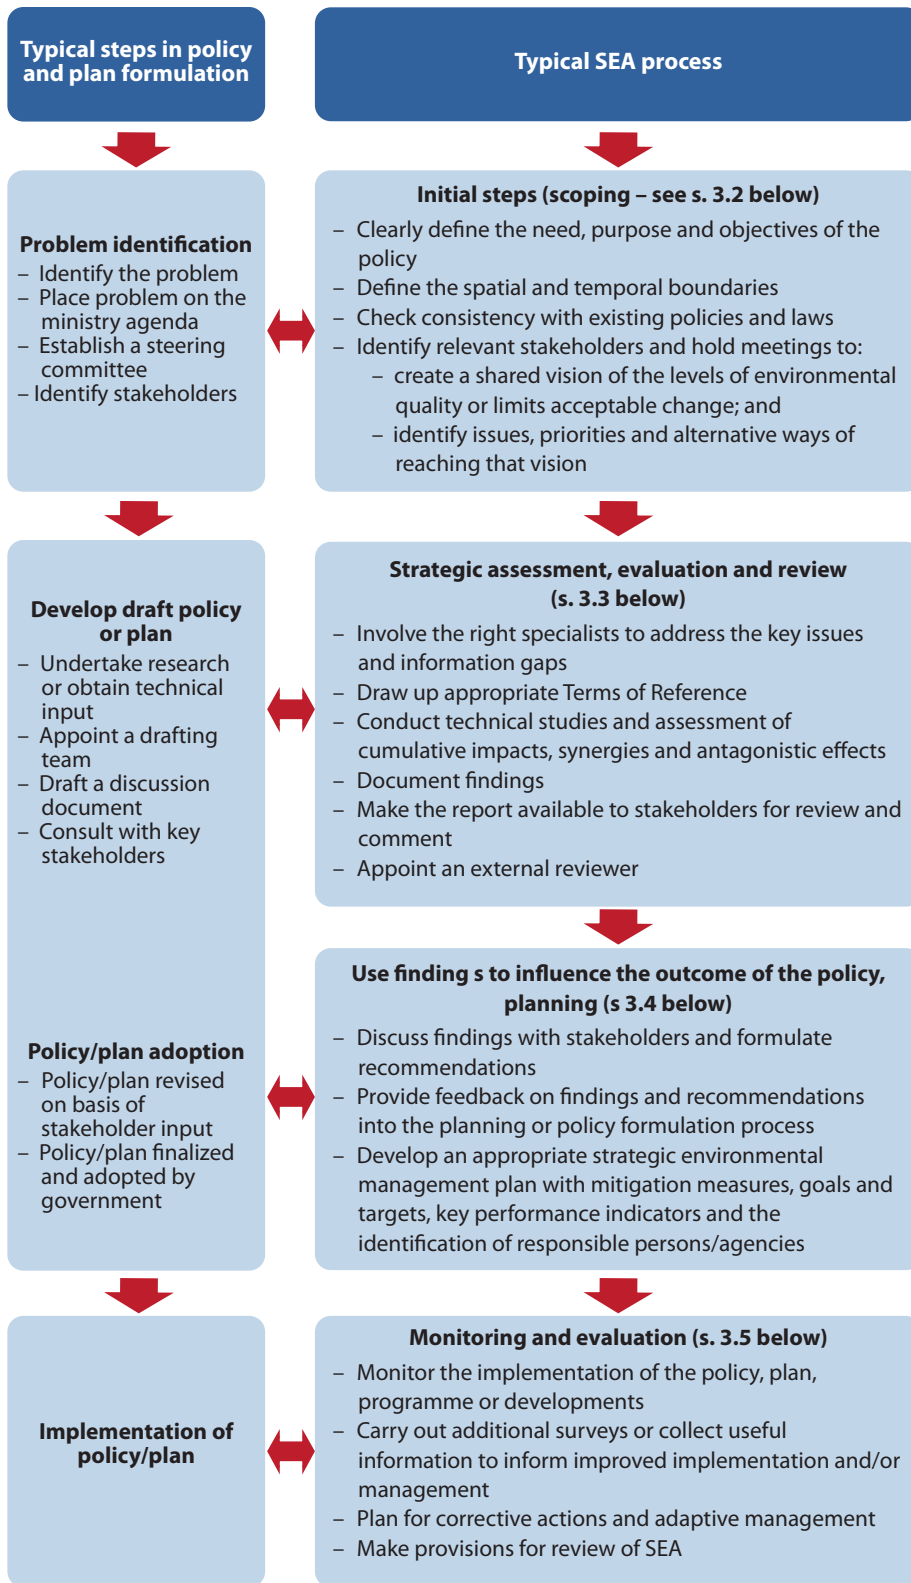 Typical steps in policy
and plan formulation
Typical SEA process
Problem identification
– Identify the problem
– Place problem on the
ministry agenda
– Establish a steering
committee
– Identify stakeholders
Initial steps (scoping – see s. 3.2 below)
– Clearly define the need, purpose and objectives of the
policy
– Define the spatial and temporal boundaries
– Check consistency with existing policies and laws
– Identify relevant stakeholders and hold meetings to:
– create a shared vision of the levels of environmental
quality or limits acceptable change; and
– identify issues, priorities and alternative ways of
reaching that vision
Develop draft policy
or plan
– Undertake research
or obtain technical
input
– Appoint a drafting
team
– Draft a discussion
document
– Consult with key
stakeholders
Strategic assessment, evaluation and review
(s. 3.3 below)
– Involve the right specialists to address the key issues
and information gaps
– Draw up appropriate Terms of Reference
– Conduct technical studies and assessment of
cumulative impacts, synergies and antagonistic effects
– Document findings
– Make the report available to stakeholders for review and
comment
– Appoint an external reviewer
Policy/plan adoption
– Policy/plan revised
on basis of
stakeholder input
– Policy/plan finalized
and adopted by
government
Use finding s to influence the outcome of the policy,
planning (s 3.4 below)
– Discuss findings with stakeholders and formulate
recommendations
– Provide feedback on findings and recommendations
into the planning or policy formulation process
– Develop an appropriate strategic environmental
management plan with mitigation measures, goals and
targets, key performance indicators and the
identification of responsible persons/agencies
Implementation of
policy/plan
Monitoring and evaluation (s. 3.5 below)
– Monitor the implementation of the policy, plan,
programme or developments
– Carry out additional surveys or collect useful
information to inform improved implementation and/or
management
– Plan for corrective actions and adaptive management
– Make provisions for review of SEA